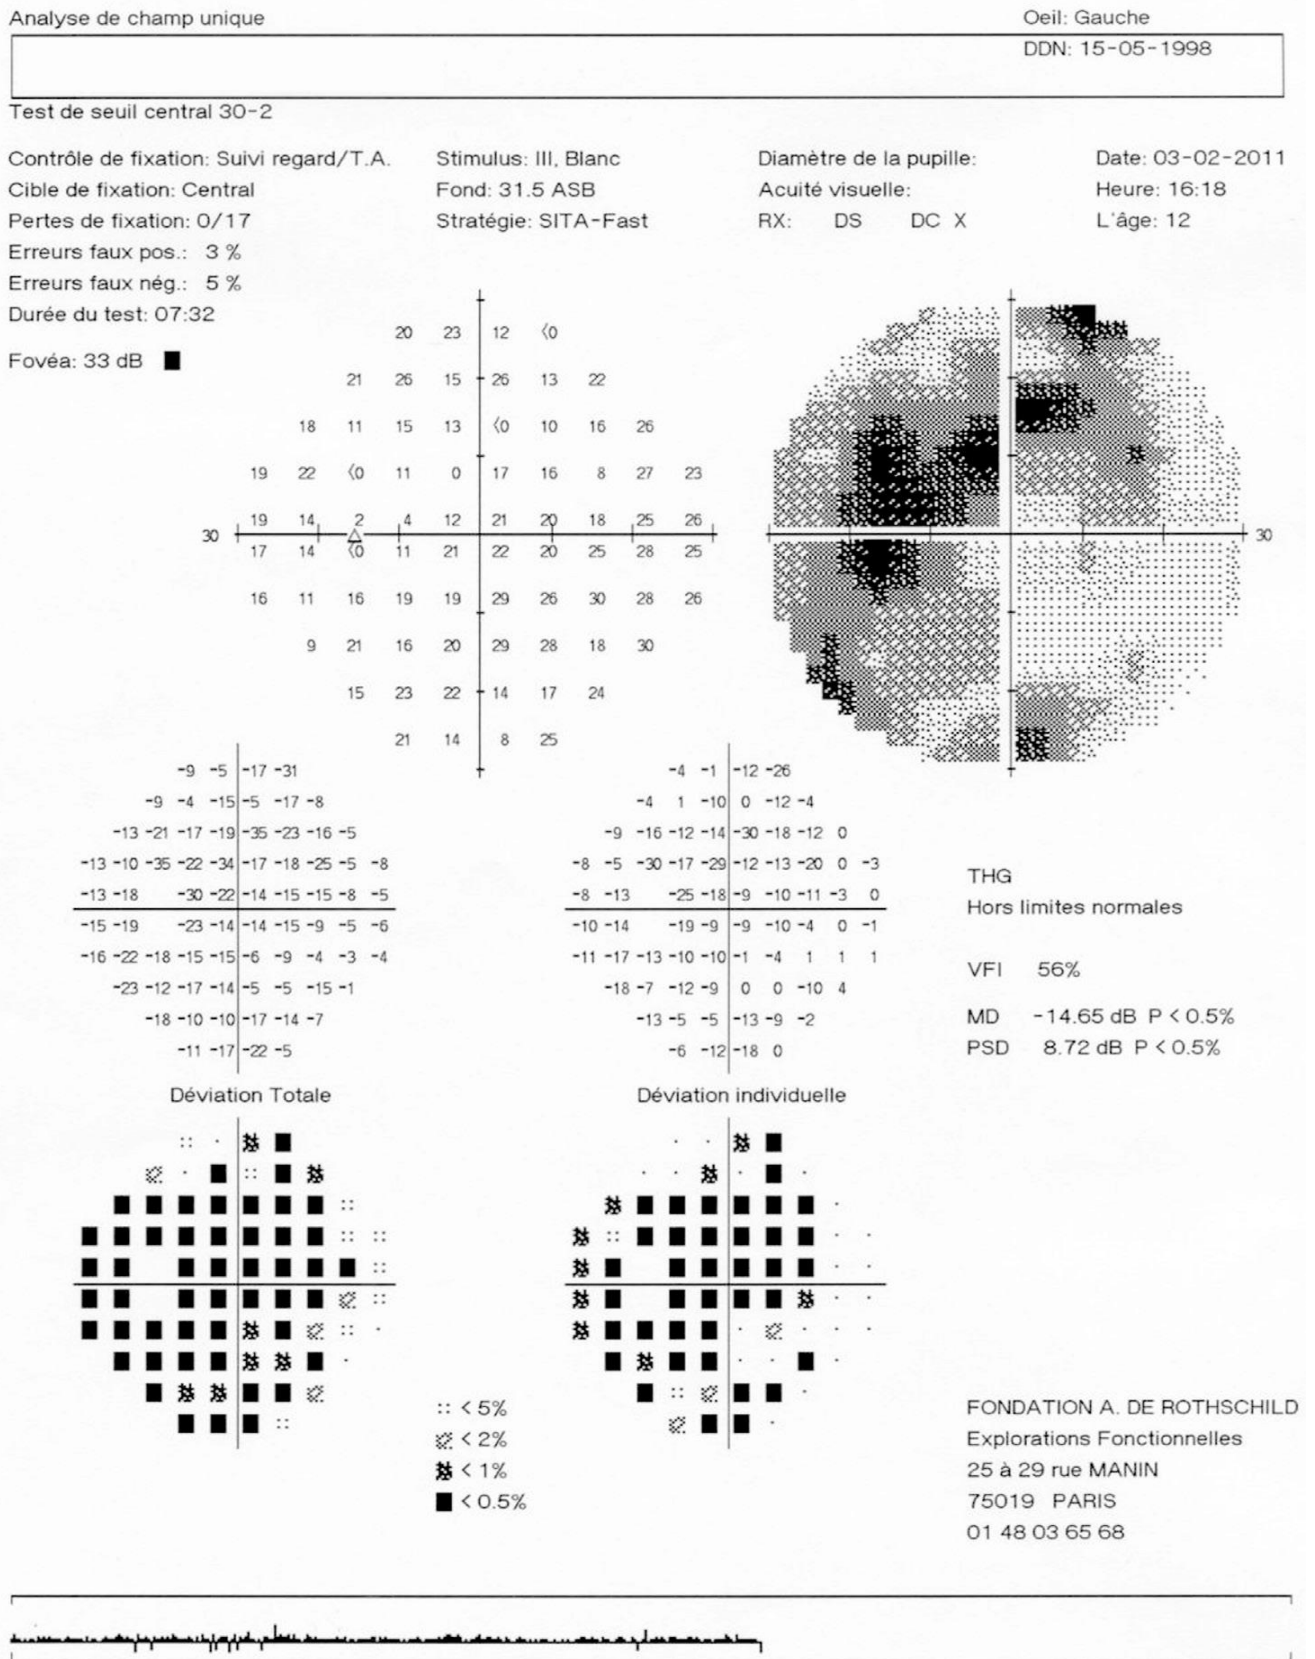 Analyse de champ unique
Oeil: Gauche
DDN: 15-05-1998
Test de seuil central 30-2
Contrôle de fixation: Suivi regard/T.A.
Cible de fixation: Central
Pertes de fixation: 0/17
Erreurs faux pos.: 3 %
Erreurs faux nég.: 5 %
Durée du test: 07:32
Fovéa: 33 dB
Stimulus: III, Blanc
Fond: 31.5 ASB
Stratégie: SITA-Fast
Diamètre de la pupille:
Acuité visuelle:
RX: DS DC X
Date: 03-02-2011
Heure: 16:18
L'âge: 12
20 23 12 <0
21 26 15 26 13 22
18 11 15 13 <0 10 16 26
19 22 <0 11 0 17 16 8 27 23
19 14 2 4 12 21 20 18 25 26
30
30
17 14 <0 11 21 22 20 25 28 25
16 11 16 19 19 29 26 30 28 26
9 21 16 20 29 28 18 30
15 23 22 14 17 24
21 14 8 25
-9 -5 -17 -31
-9 -4 -15 -5 -17 -8
-13 -21 -17 -19 -35 -23 -16 -5
-13 -10 -35 -22 -34 -17 -18 -25 -5 -8
-13 -18 -30 -22 -14 -15 -15 -8 -5
-15 -19 -23 -14 -14 -15 -9 -5 -6
-16 -22 -18 -15 -15 -6 -9 -4 -3 -4
-23 -12 -17 -14 -5 -5 -15 -1
-18 -10 -10 -17 -14 -7
-11 -17 -22 -5
Déviation Totale
-4 -1 -12 -26
-4 1 -10 0 -12 -4
-9 -16 -12 -14 -30 -18 -12 0
-8 -5 -30 -17 -29 -12 -13 -20 0 -3
-8 -13 -25 -18 -9 -10 -11 -3 0
-10 -14 -19 -9 -9 -10 -4 0 -1
-11 -17 -13 -10 -10 -1 -4 1 1 1
-18 -7 -12 -9 0 0 -10 4
-13 -5 -5 -13 -9 -2
-6 -12 -18 0
Déviation individuelle
THG
Hors limites normales
VFI 56%
MD -14.65 dB P < 0.5%
PSD 8.72 dB P < 0.5%
< 5%
< 2%
< 1%
< 0.5%
FONDATION A. DE ROTHSCHILD
Explorations Fonctionnelles
25 à 29 rue MANIN
75019 PARIS
01 48 03 65 68